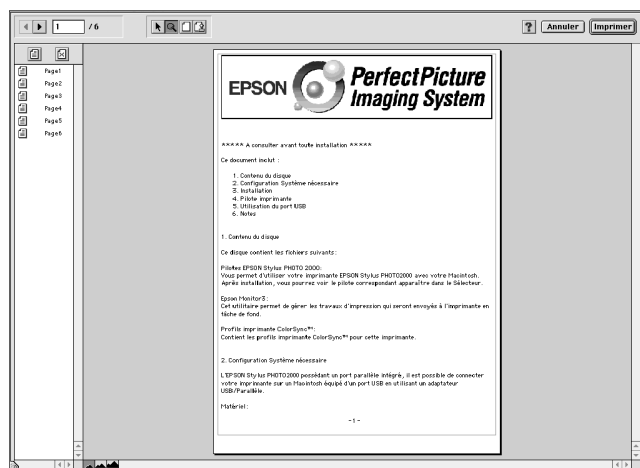 1 / 6
? Annuler Imprimer
Page1
Page2
Page3
Page4
Page5
Page6
EPSON PerfectPicture
Imaging System
***** A consulter avant toute installation *****
Ce document inclut :
1. Contenu du disque
2. Configuration Système nécessaire
3. Installation
4. Pilote imprimante
5. Utilisation du port USB
6. Notes
1. Contenu du disque
Ce disque contient les fichiers suivants:
Pilotes EPSON Stylus PHOTO 2000:
Vous permet d'utiliser votre imprimante EPSON Stylus PHOTO2000 avec votre Macintosh.
Après installation, vous pourrez voir le pilote correspondant apparaître dans le Sélecteur.
Epson Monitor3:
Cet utilitaire permet de gérer les travaux d'impression qui seront envoyés à l'imprimante en
tâche de fond.
Profils imprimante ColorSync™:
Contient les profils imprimante ColorSync™ pour cette imprimante.
2. Configuration Système nécessaire
L'EPSON Stylus PHOTO2000 possédant un port parallèle intégré, il est possible de connecter
votre imprimante sur un Macintosh équipé d'un port USB en utilisant un adaptateur
USB/Parallèle.
Matériel :
- 1 -